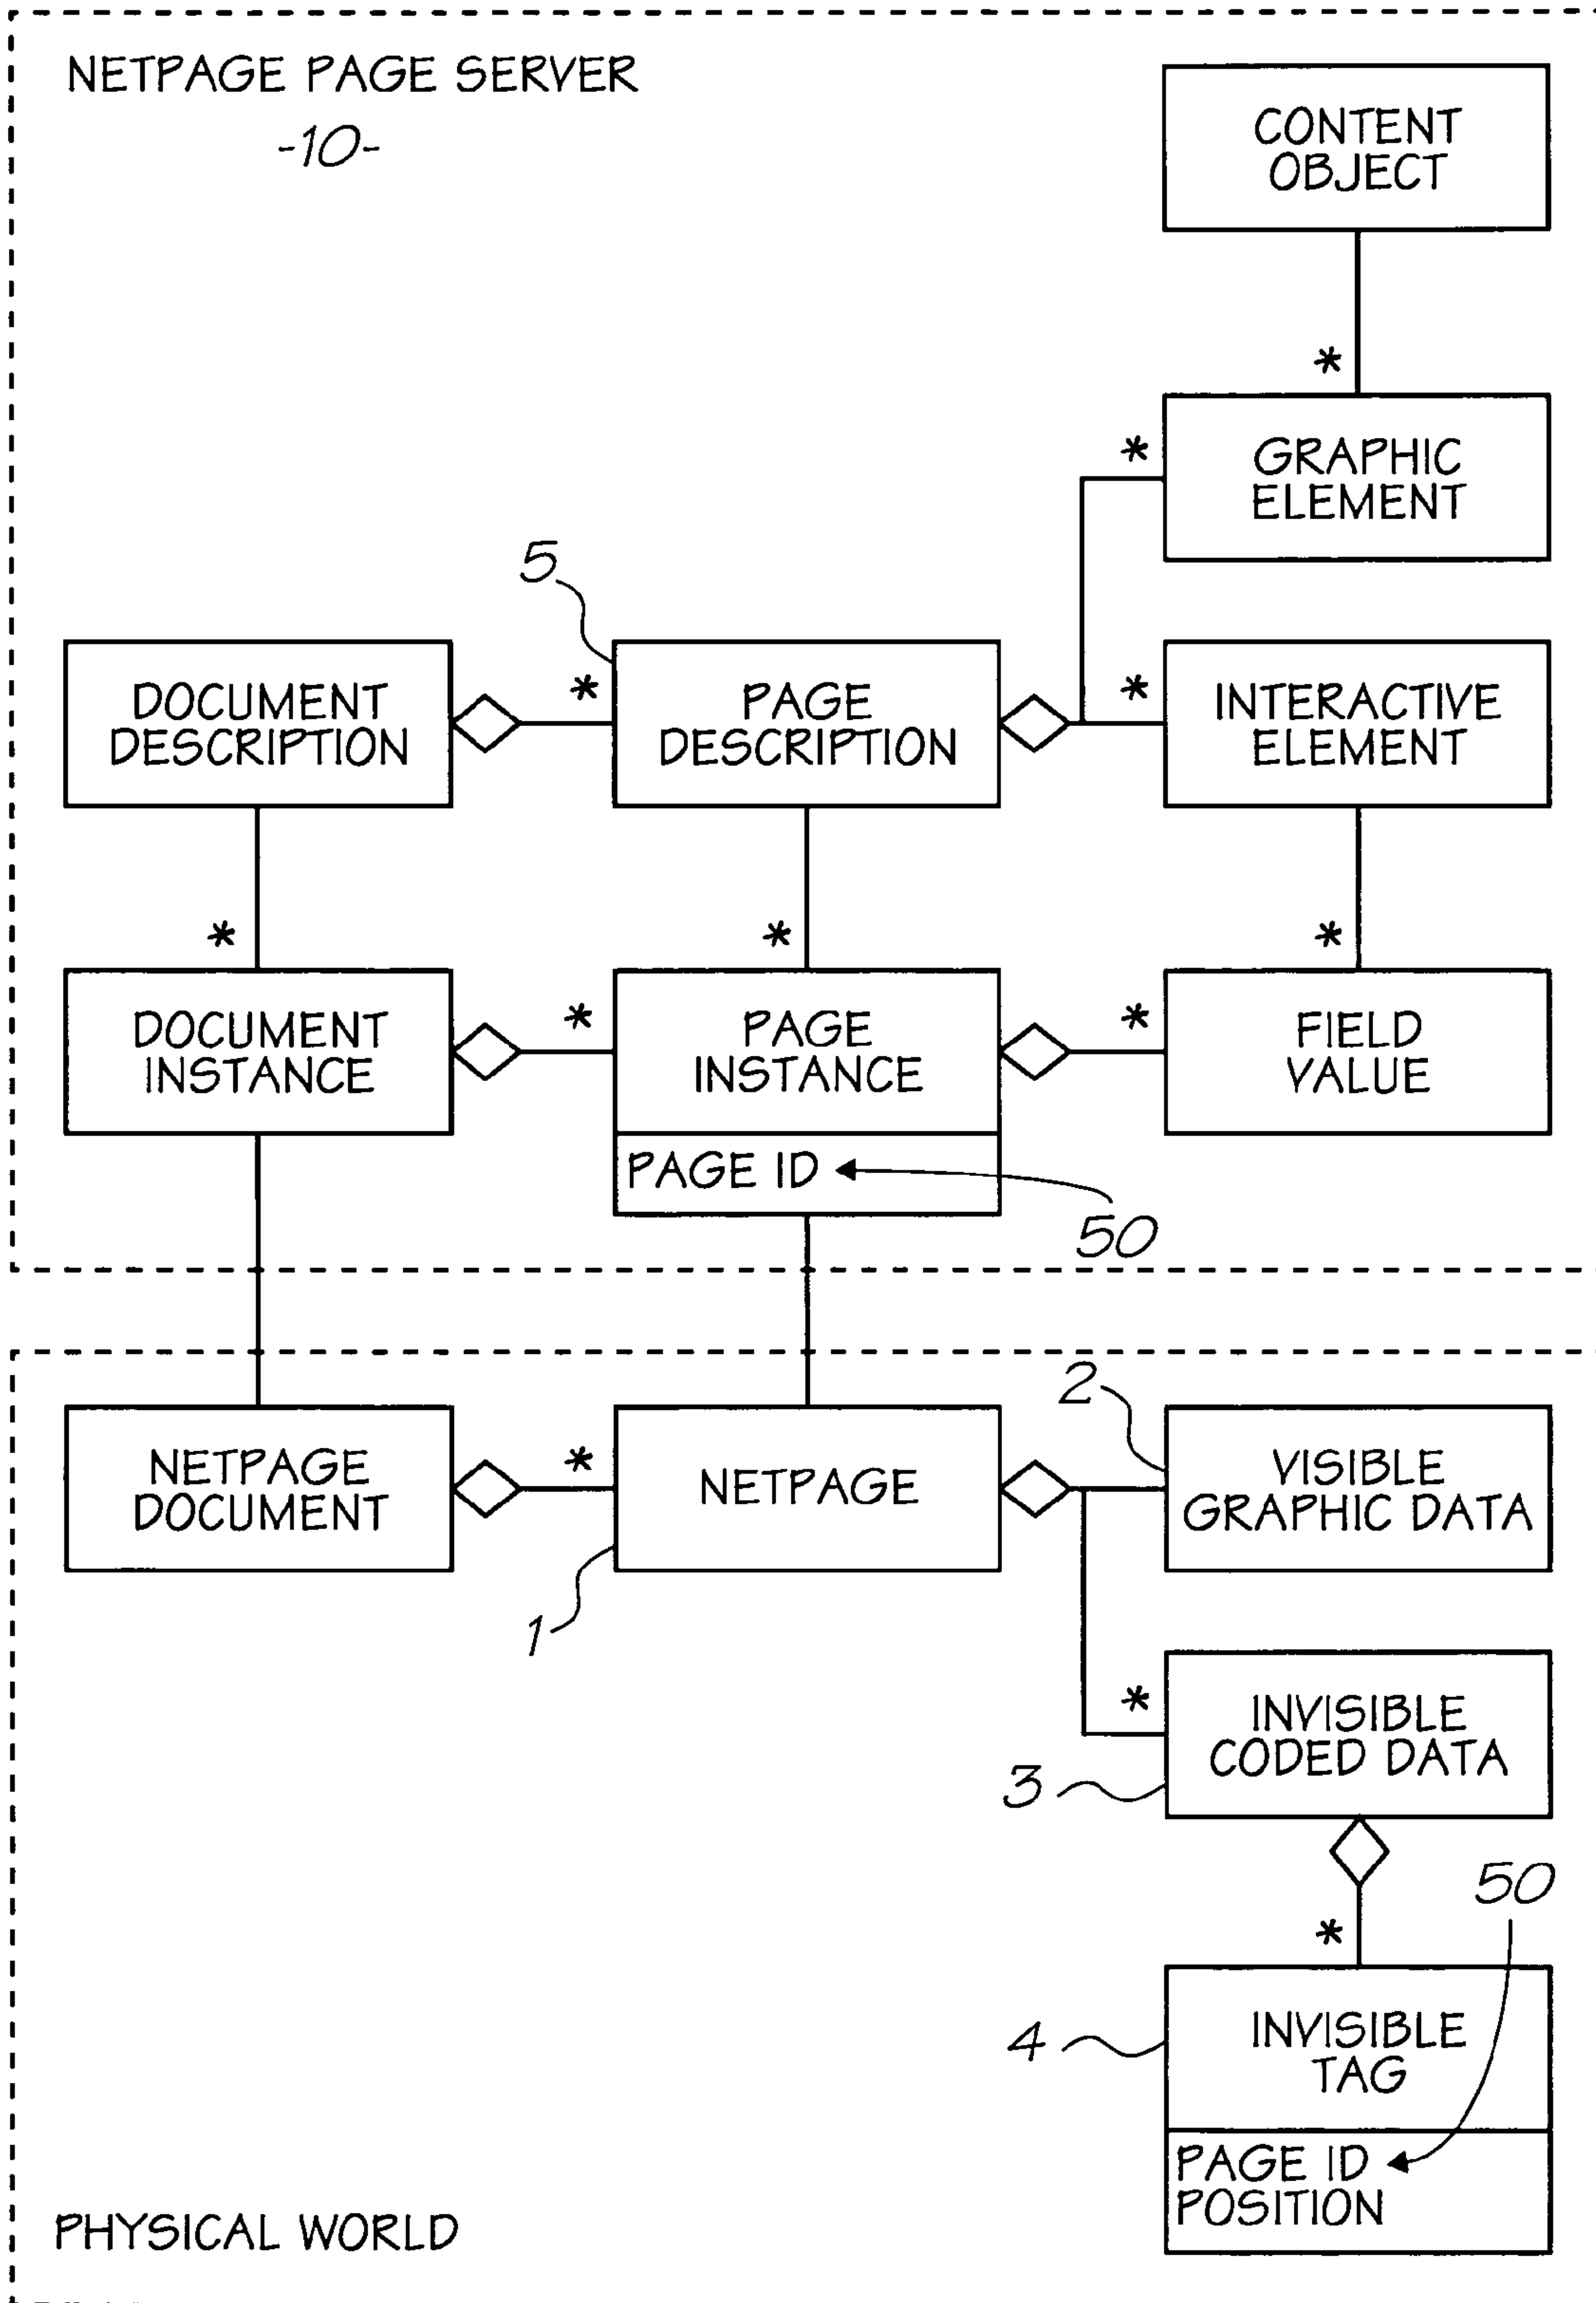 NETPAGE PAGE SERVER
-10-
CONTENT
OBJECT
*
*
GRAPHIC
ELEMENT
5
DOCUMENT
DESCRIPTION
*
PAGE
DESCRIPTION
*
INTERACTIVE
ELEMENT
*
*
*
DOCUMENT
INSTANCE
*
PAGE
INSTANCE
*
FIELD
VALUE
PAGE ID
50
NETPAGE
DOCUMENT
*
NETPAGE
1
2
VISIBLE
GRAPHIC DATA
*
INVISIBLE
CODED DATA
3
50
*
4
INVISIBLE
TAG
PAGE ID
POSITION
PHYSICAL WORLD